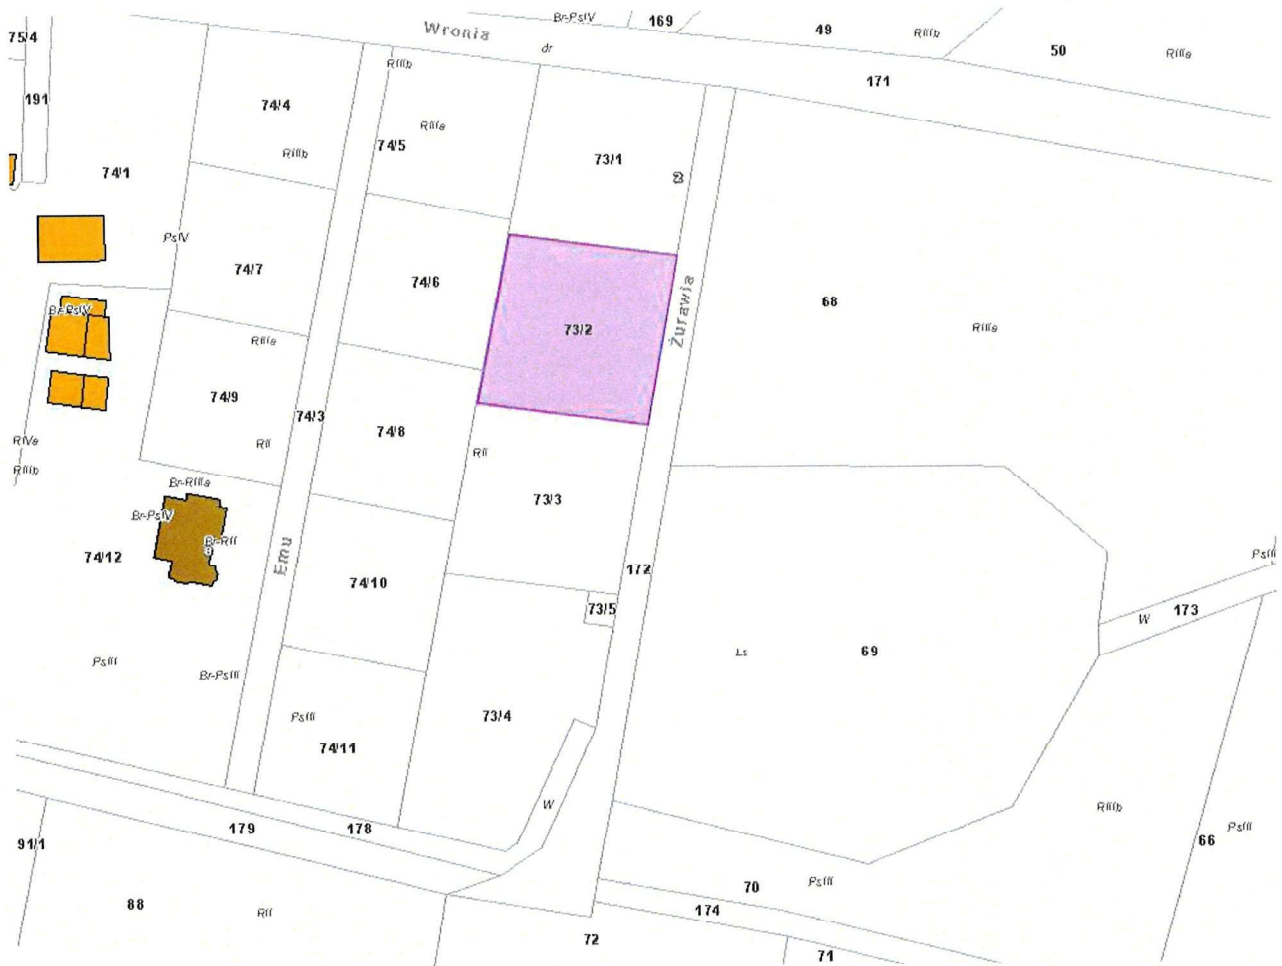 Br-PsIV
169
49
RIIIb
50
RIIIa
75/4
Wronia
dr
171
191
RIIIb
74/4
RIIIa
74/5
RIIIb
73/1
74/1
PsIV
74/7
74/6
Żurawia
68
Br-PsIV
73/2
RIIIa
RIIIa
74/9
74/3
74/8
RIVa
RII
RII
RIIIb
Br-RIIIa
73/3
Br-PsIV
Br-RII
74/12
Emu
74/10
172
PsIII
73/5
W
173
Ls
69
PsIII
Br-PsIII
PsIII
73/4
74/11
W
RIIIb
179
178
PsIII
91/1
66
70
PsIII
88
RII
174
72
71